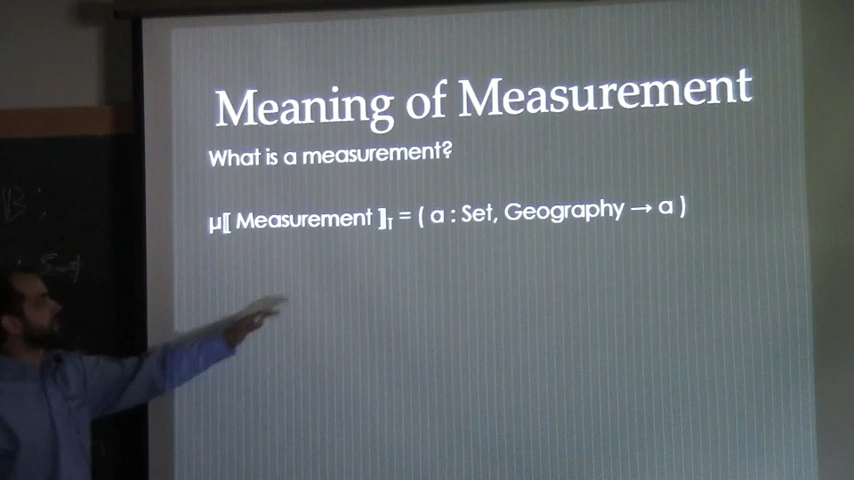 Meaning of Measurement
What is a measurement?
μ⟦ Measurement ⟧T = ( a : Set, Geography → a )